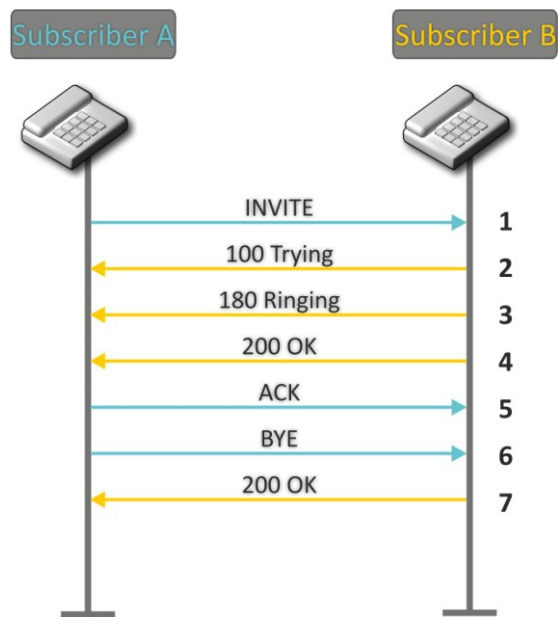 Subscriber A
Subscriber B
INVITE
1
100 Trying
2
180 Ringing
3
200 OK
4
ACK
5
BYE
6
200 OK
7